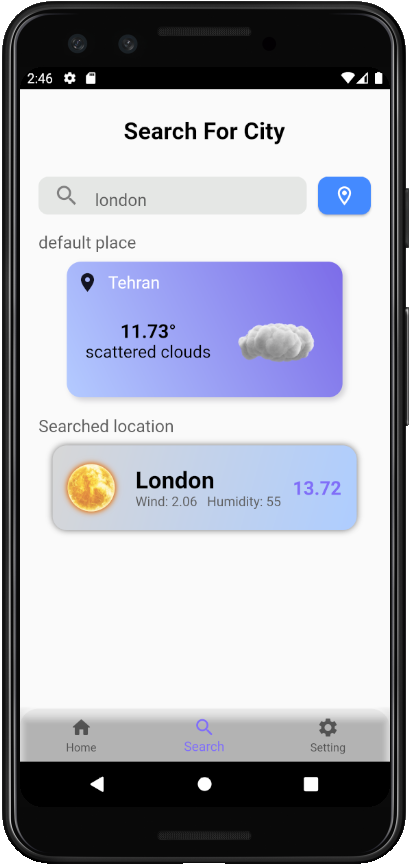 2:46
Search For City
london
default place
Tehran
11.73°
scattered clouds
Searched location
London
13.72
Wind: 2.06 Humidity: 55
Home Search Setting